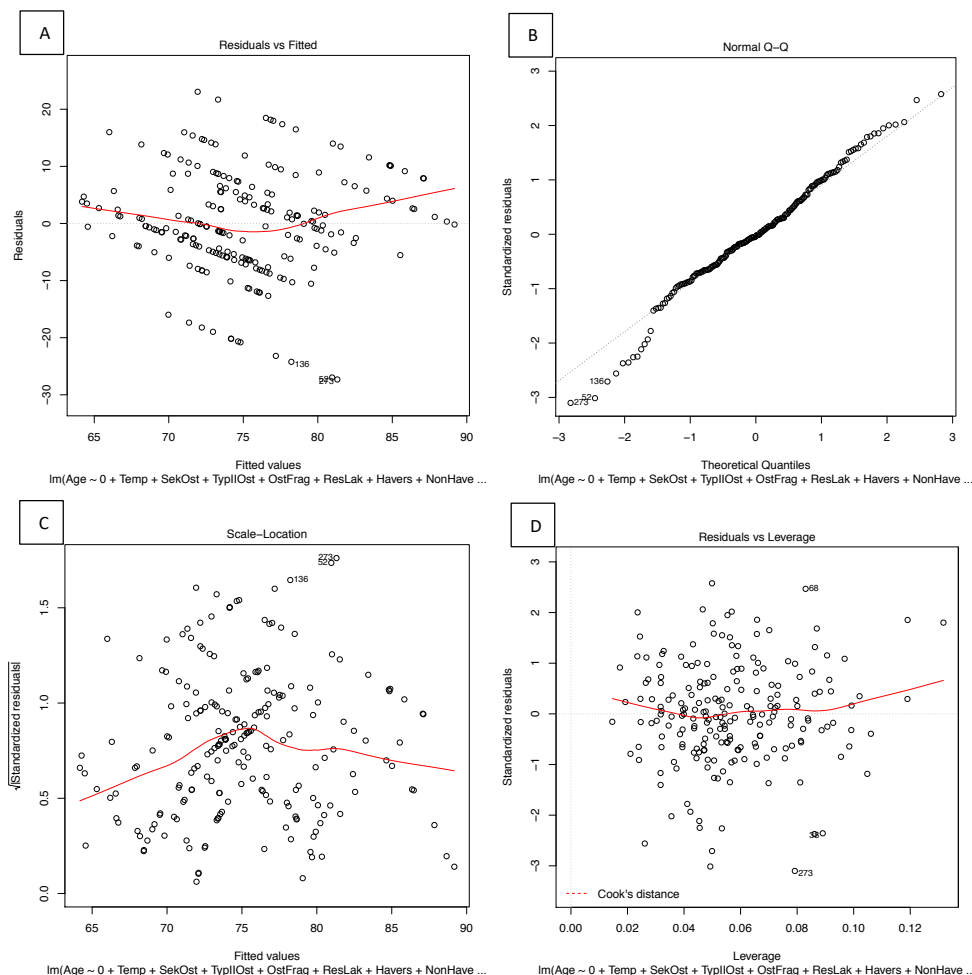 A
Residuals vs Fitted
Residuals
20
10
0
−10
−20
−30
136
273
65
70
75
80
85
90
Fitted values
lm(Age ~ 0 + Temp + SekOst + TypIIOst + OstFrag + ResLak + Havers + NonHave ...
B
Normal Q−Q
Standardized residuals
3
2
1
0
−1
−2
−3
136
52
273
−3
−2
−1
0
1
2
3
Theoretical Quantiles
lm(Age ~ 0 + Temp + SekOst + TypIIOst + OstFrag + ResLak + Havers + NonHave ...
C
Scale−Location
√|Standardized residuals|
1.5
1.0
0.5
0.0
273
52
136
65
70
75
80
85
90
Fitted values
lm(Age ~ 0 + Temp + SekOst + TypIIOst + OstFrag + ResLak + Havers + NonHave ...
D
Residuals vs Leverage
Standardized residuals
3
2
1
0
−1
−2
−3
68
273
Cook's distance
0.00
0.02
0.04
0.06
0.08
0.10
0.12
Leverage
lm(Age ~ 0 + Temp + SekOst + TypIIOst + OstFrag + ResLak + Havers + NonHave ...